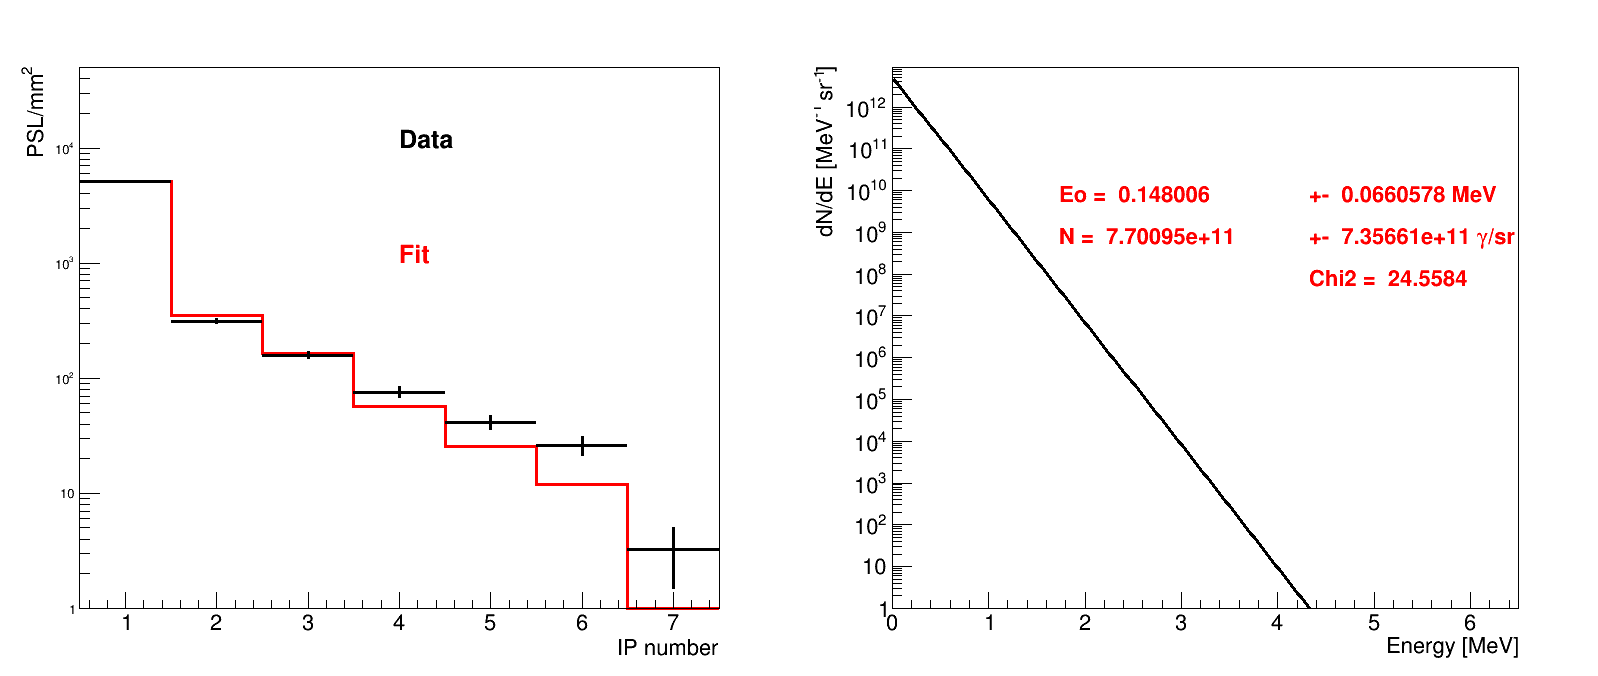 PSL/mm²
10⁴
10³
10²
10
1
Data
Fit
1 2 3 4 5 6 7
IP number
dN/dE [MeV⁻¹ sr⁻¹]
10¹²
10¹¹
10¹⁰
10⁹
10⁸
10⁷
10⁶
10⁵
10⁴
10³
10²
10
1
Eo = 0.148006 +- 0.0660578 MeV
N = 7.70095e+11 +- 7.35661e+11 γ/sr
Chi2 = 24.5584
0 1 2 3 4 5 6
Energy [MeV]